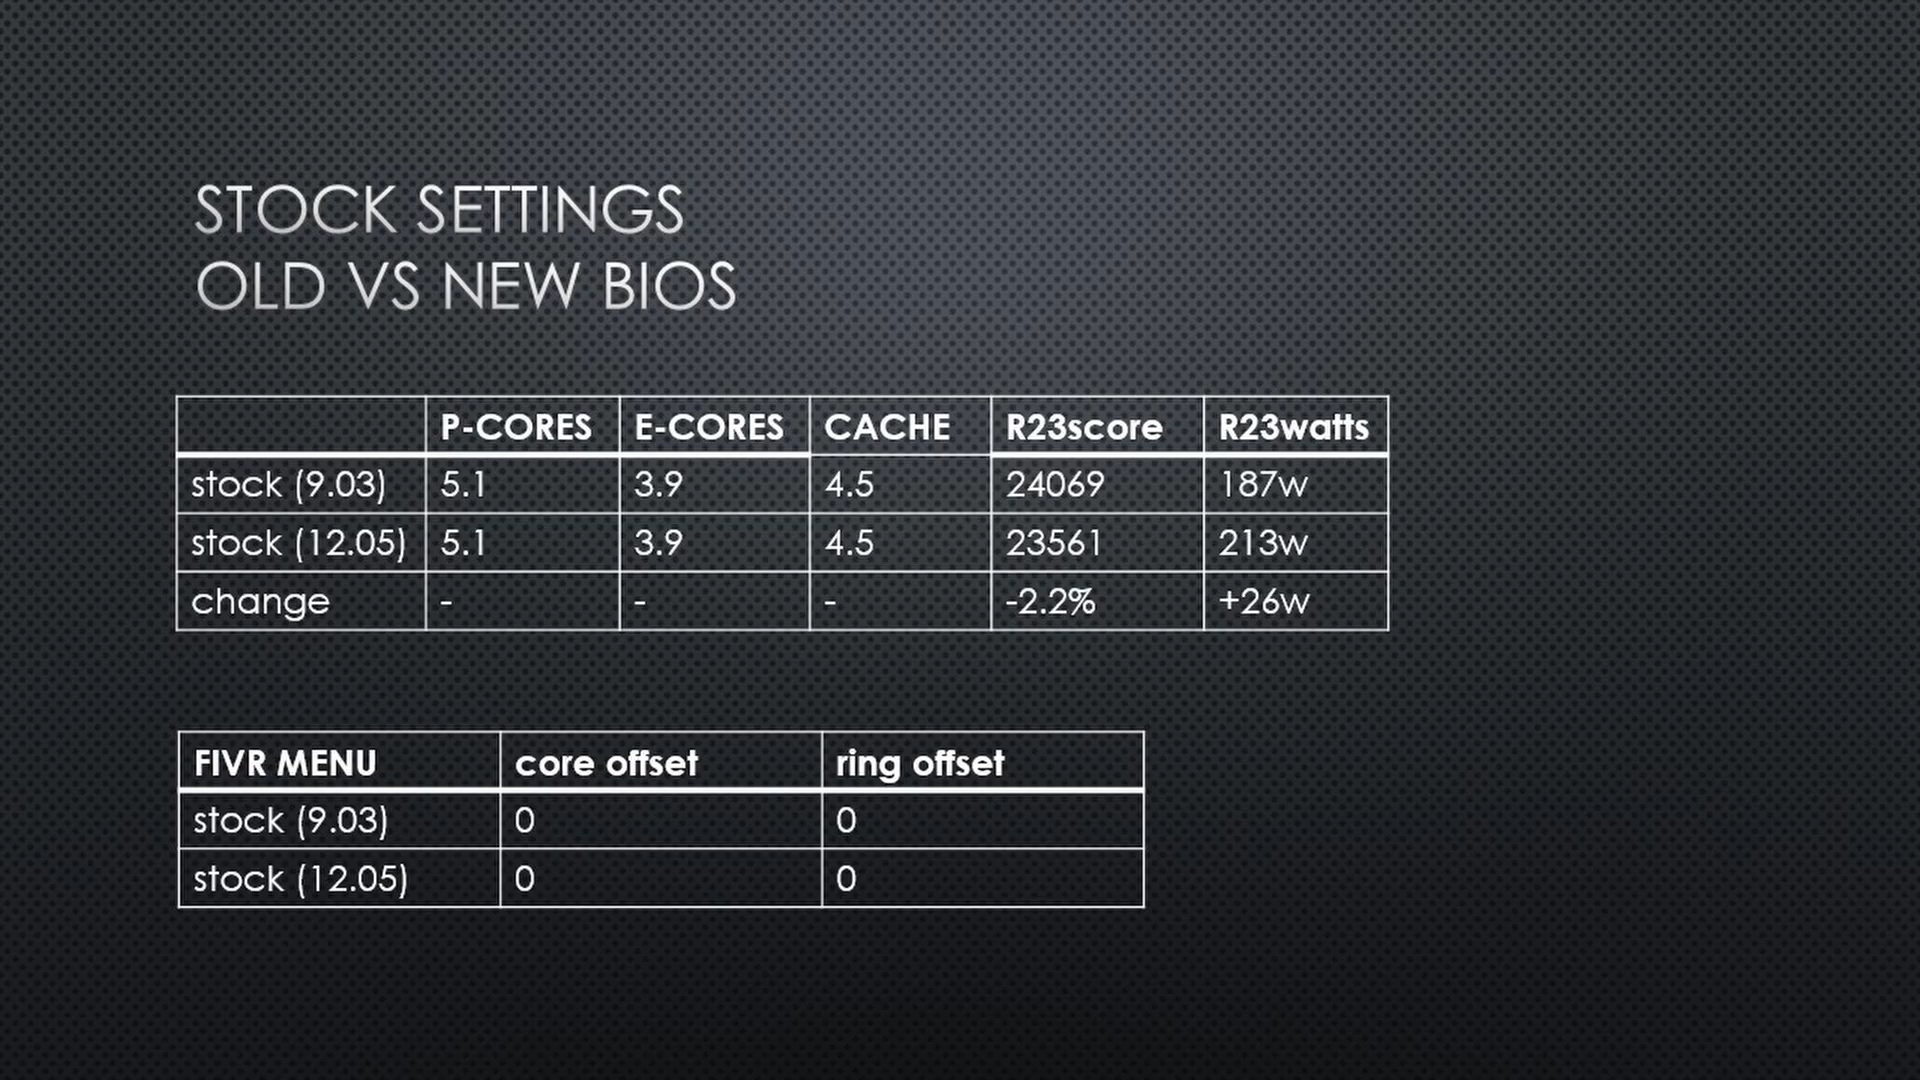 STOCK SETTINGS
OLD VS NEW BIOS
P-CORES E-CORES CACHE R23score R23watts
stock (9.03) 5.1 3.9 4.5 24069 187w
stock (12.05) 5.1 3.9 4.5 23561 213w
change - - - -2.2% +26w
FIVR MENU core offset ring offset
stock (9.03) 0 0
stock (12.05) 0 0